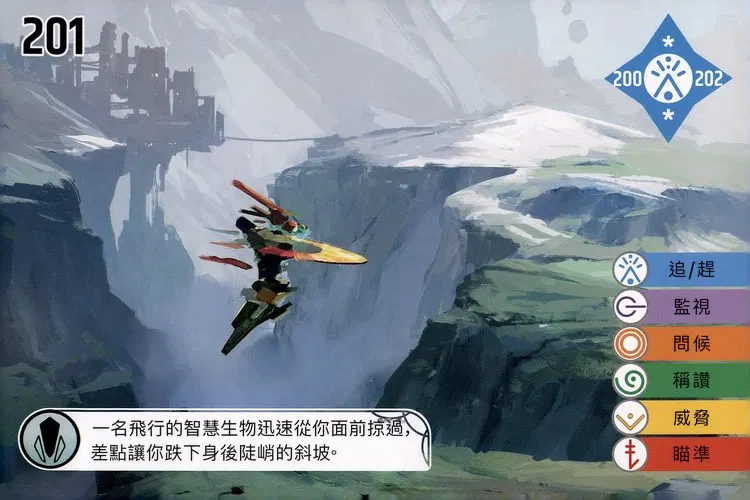 201
*
200 202
*
追/趕
監視
問候
稱讚
威脅
瞄準
一名飛行的智慧生物迅速從你面前掠過,
差點讓你跌下身後陡峭的斜坡。